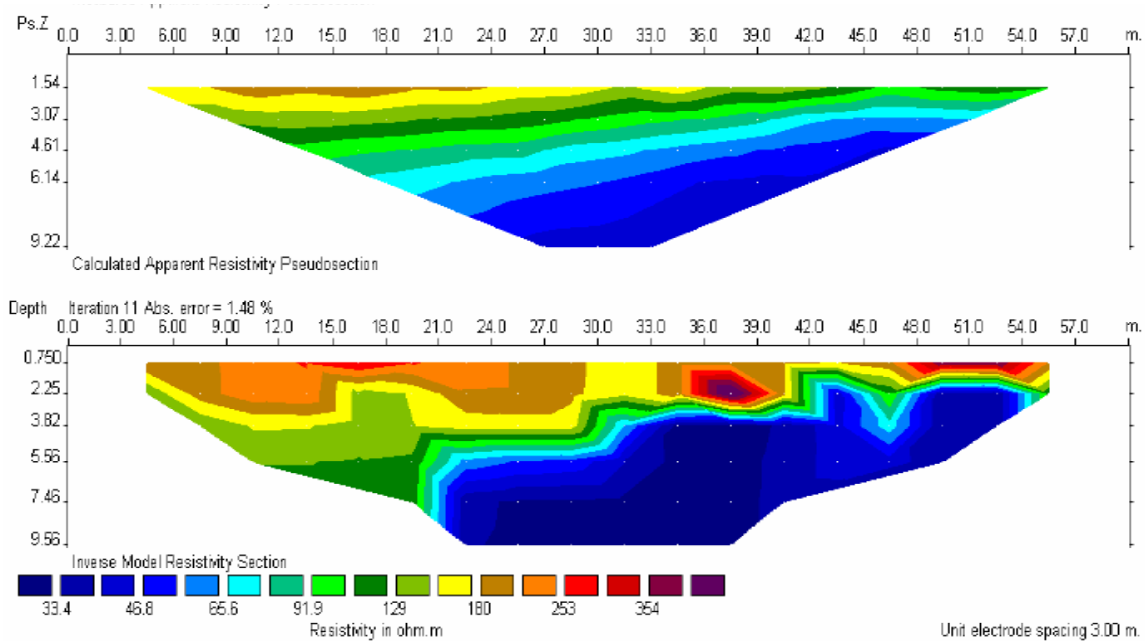 Ps.Z 0.0 3.00 6.00 9.00 12.0 15.0 18.0 21.0 24.0 27.0 30.0 33.0 36.0 39.0 42.0 45.0 48.0 51.0 54.0 57.0 m.
1.54
3.07
4.61
6.14
9.22
Calculated Apparent Resistivity Pseudosection
Depth Iteration 11 Abs. error = 1.48 %
0.0 3.00 6.00 9.00 12.0 15.0 18.0 21.0 24.0 27.0 30.0 33.0 36.0 39.0 42.0 45.0 48.0 51.0 54.0 57.0 m.
0.750
2.25
3.82
5.56
7.46
9.56
Inverse Model Resistivity Section
33.4 46.8 65.6 91.9 129 180 253 354
Resistivity in ohm.m Unit electrode spacing 3.00 m.